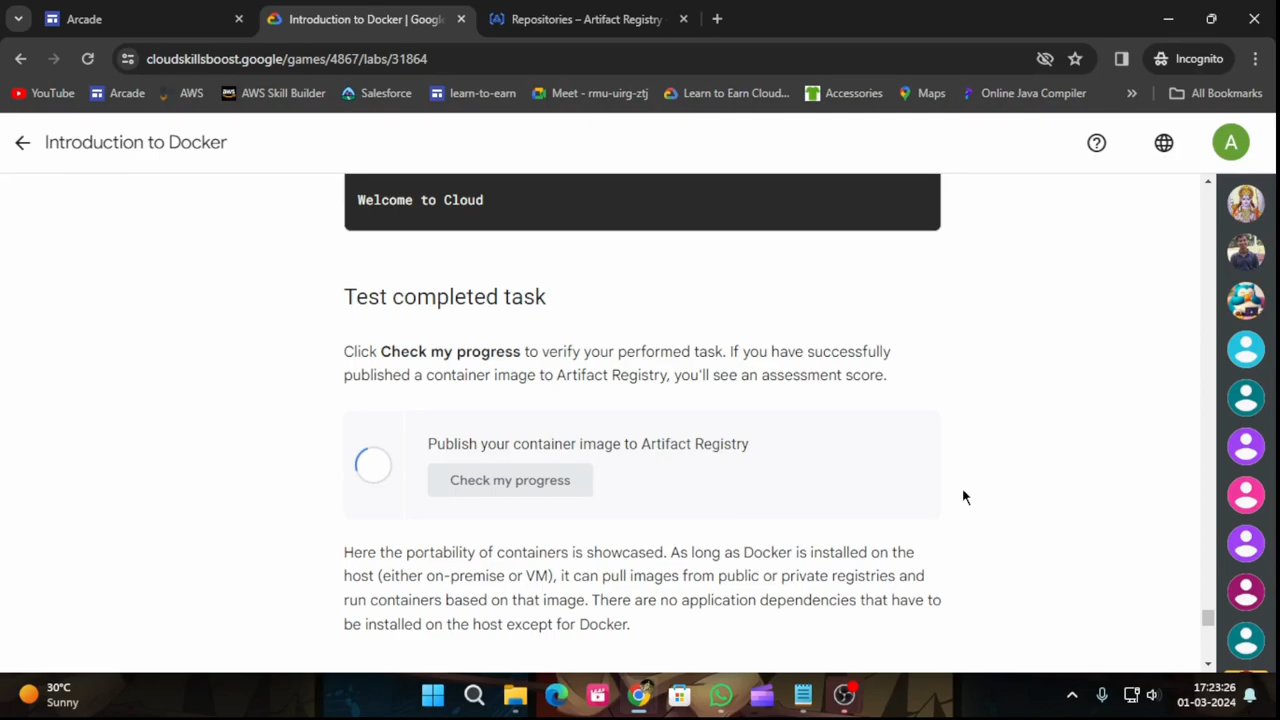 Arcade
Introduction to Docker | Google
Repositories – Artifact Registry
cloudskillsboost.google/games/4867/labs/31864
Incognito
YouTube
Arcade
AWS
AWS Skill Builder
Salesforce
learn-to-earn
Meet - rmu-uirg-ztj
Learn to Earn Cloud...
Accessories
Maps
Online Java Compiler
»
All Bookmarks
Introduction to Docker
A
Welcome to Cloud
Test completed task
Click Check my progress to verify your performed task. If you have successfully
published a container image to Artifact Registry, you'll see an assessment score.
Publish your container image to Artifact Registry
Check my progress
Here the portability of containers is showcased. As long as Docker is installed on the
host (either on-premise or VM), it can pull images from public or private registries and
run containers based on that image. There are no application dependencies that have to
be installed on the host except for Docker.
30°C
Sunny
17:23:26
01-03-2024